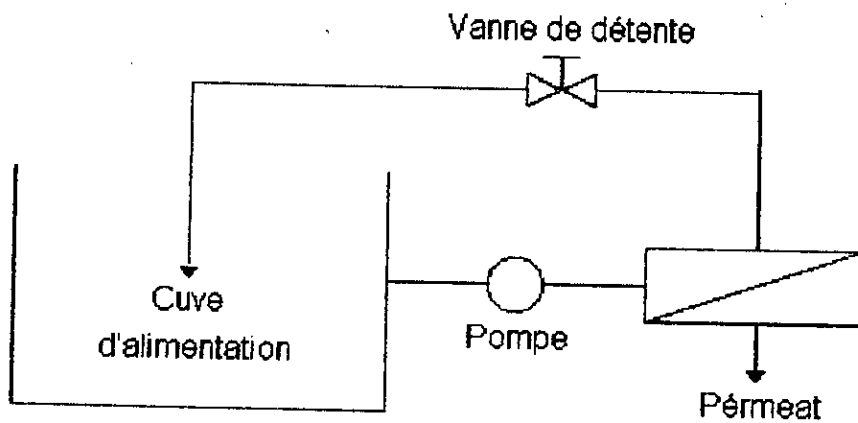 Vanne de détente
Cuve
d'alimentation
Pompe
Pérmeat